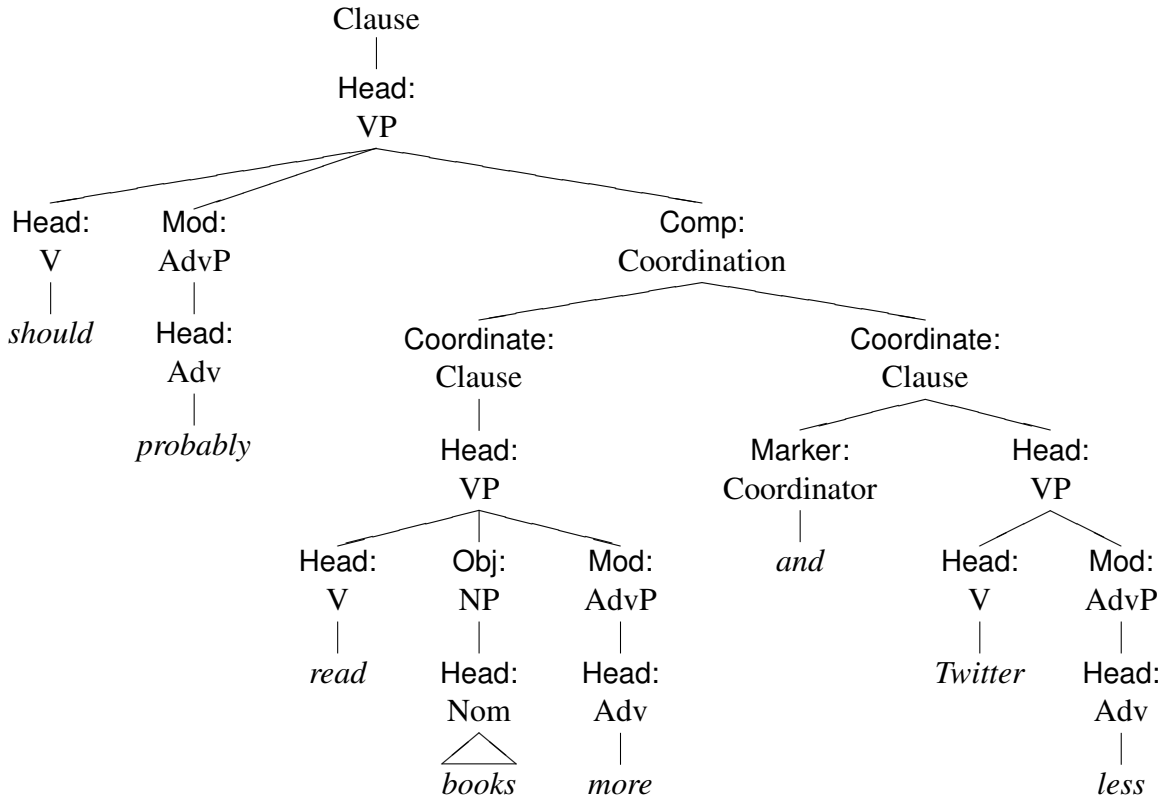 Clause
Head:
VP
Head: Mod: Comp:
V AdvP Coordination
should Head: Coordinate: Coordinate:
Adv Clause Clause
probably Head: Marker: Head:
VP Coordinator VP
Head: Obj: Mod: and Head: Mod:
V NP AdvP V AdvP
read Head: Head: Twitter Head:
Nom Adv Adv
books more less